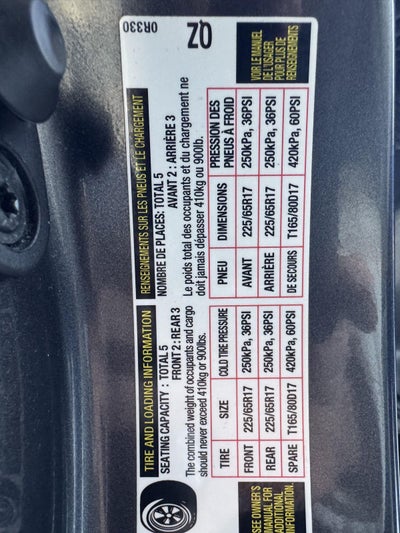 TIRE AND LOADING INFORMATION
SEATING CAPACITY : TOTAL 5
FRONT 2 : REAR 3
The combined weight of occupants and cargo
should never exceed 410kg or 900lbs.
TIRE SIZE COLD TIRE PRESSURE
FRONT 225/65R17 250kPa, 36PSI
REAR 225/65R17 250kPa, 36PSI
SPARE T165/80D17 420kPa, 60PSI
SEE OWNER'S
MANUAL FOR
ADDITIONAL
INFORMATION.
RENSEIGNEMENTS SUR LES PNEUS ET LE CHARGEMENT
NOMBRE DE PLACES: TOTAL 5
AVANT 2 : ARRIÈRE 3
Le poids total des occupants et du chargement ne
doit jamais dépasser 410kg ou 900lb.
PNEU DIMENSIONS PRESSION DES
PNEUS À FROID
AVANT 225/65R17 250kPa, 36PSI
ARRIÈRE 225/65R17 250kPa, 36PSI
DE SECOURS T165/80D17 420kPa, 60PSI
0R330
QZ
VOIR LE MANUEL
DE L'USAGER
POUR PLUS DE
RENSEIGNEMENTS